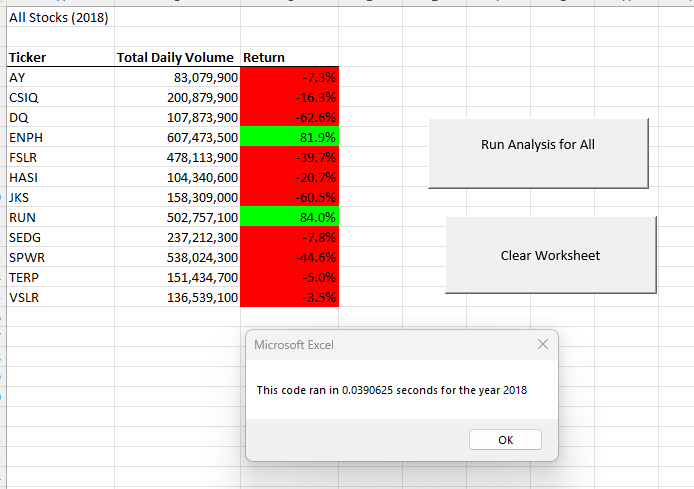 All Stocks (2018)
Ticker Total Daily Volume Return
AY 83,079,900 -7.3%
CSIQ 200,879,900 -16.3%
DQ 107,873,900 -62.6%
ENPH 607,473,500 81.9%
Run Analysis for All
FSLR 478,113,900 -39.7%
HASI 104,340,600 -20.7%
JKS 158,309,000 -60.5%
RUN 502,757,100 84.0%
SEDG 237,212,300 -7.8%
SPWR 538,024,300 -44.6%
Clear Worksheet
TERP 151,434,700 -5.0%
VSLR 136,539,100 -3.5%
Microsoft Excel
This code ran in 0.0390625 seconds for the year 2018
OK